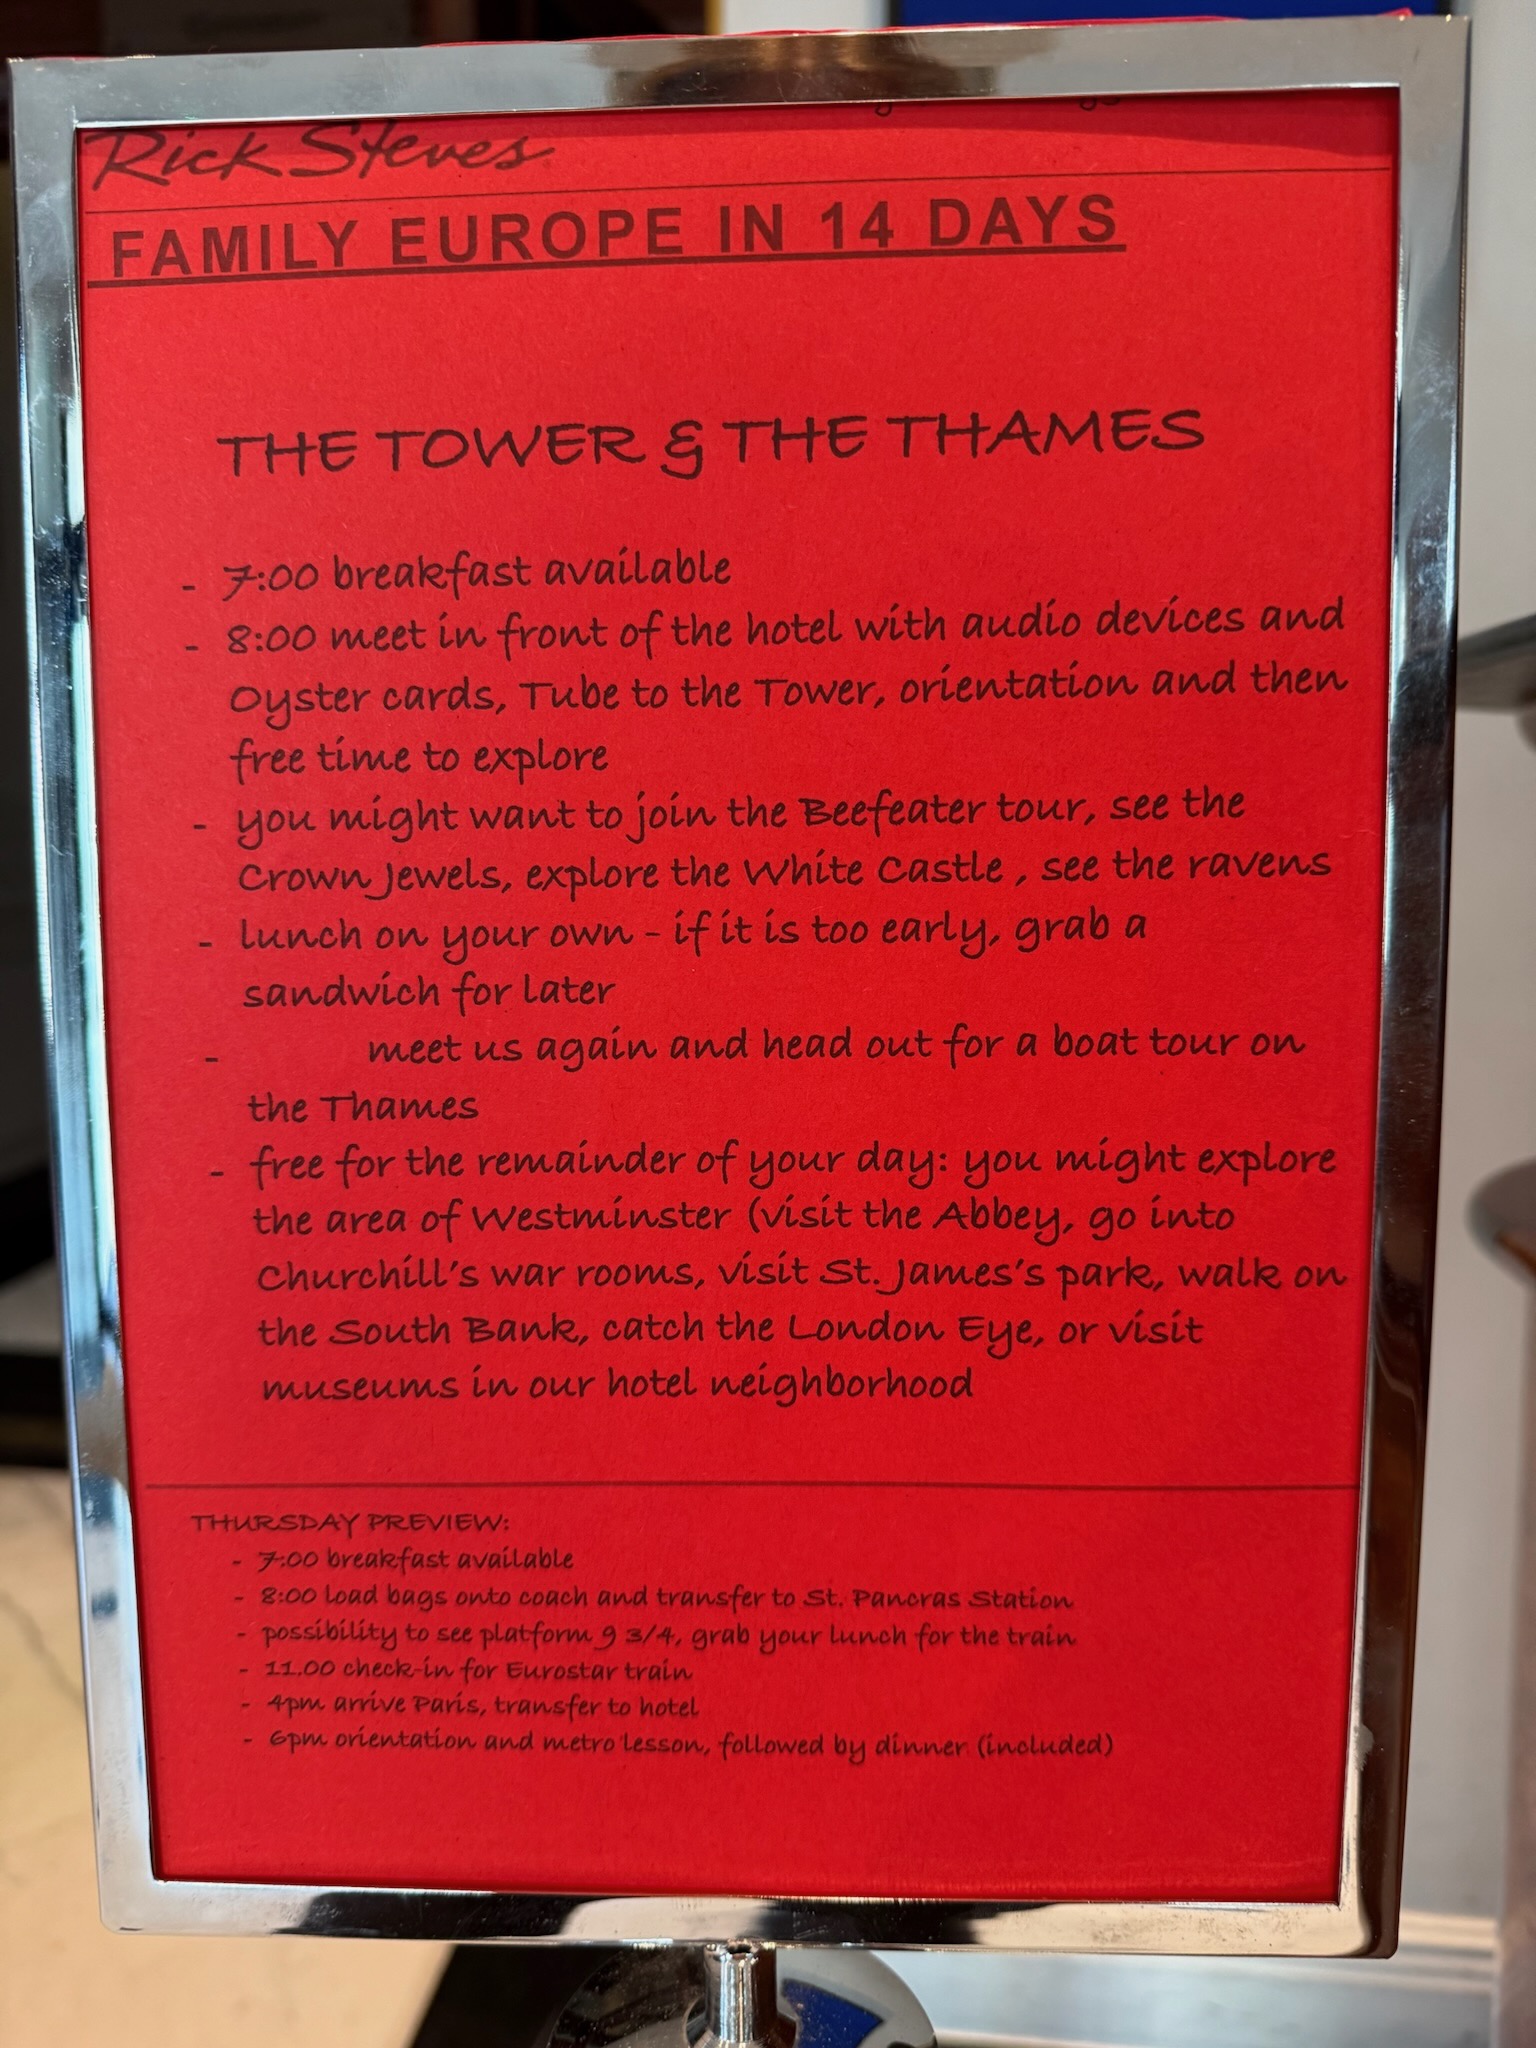 Rick Steves
FAMILY EUROPE IN 14 DAYS
THE TOWER & THE THAMES
- 7:00 breakfast available
- 8:00 meet in front of the hotel with audio devices and
Oyster cards, Tube to the Tower, orientation and then
free time to explore
- you might want to join the Beefeater tour, see the
Crown Jewels, explore the White Castle , see the ravens
- lunch on your own - if it is too early, grab a
sandwich for later
- meet us again and head out for a boat tour on
the Thames
- free for the remainder of your day: you might explore
the area of Westminster (visit the Abbey, go into
Churchill's war rooms, visit St. James's park, walk on
the South Bank, catch the London Eye, or visit
museums in our hotel neighborhood
THURSDAY PREVIEW:
- 7:00 breakfast available
- 8:00 load bags onto coach and transfer to St. Pancras Station
- possibility to see platform 9 3/4, grab your lunch for the train
- 11.00 check-in for Eurostar train
- 4pm arrive Paris, transfer to hotel
- 6pm orientation and metro lesson, followed by dinner (included)